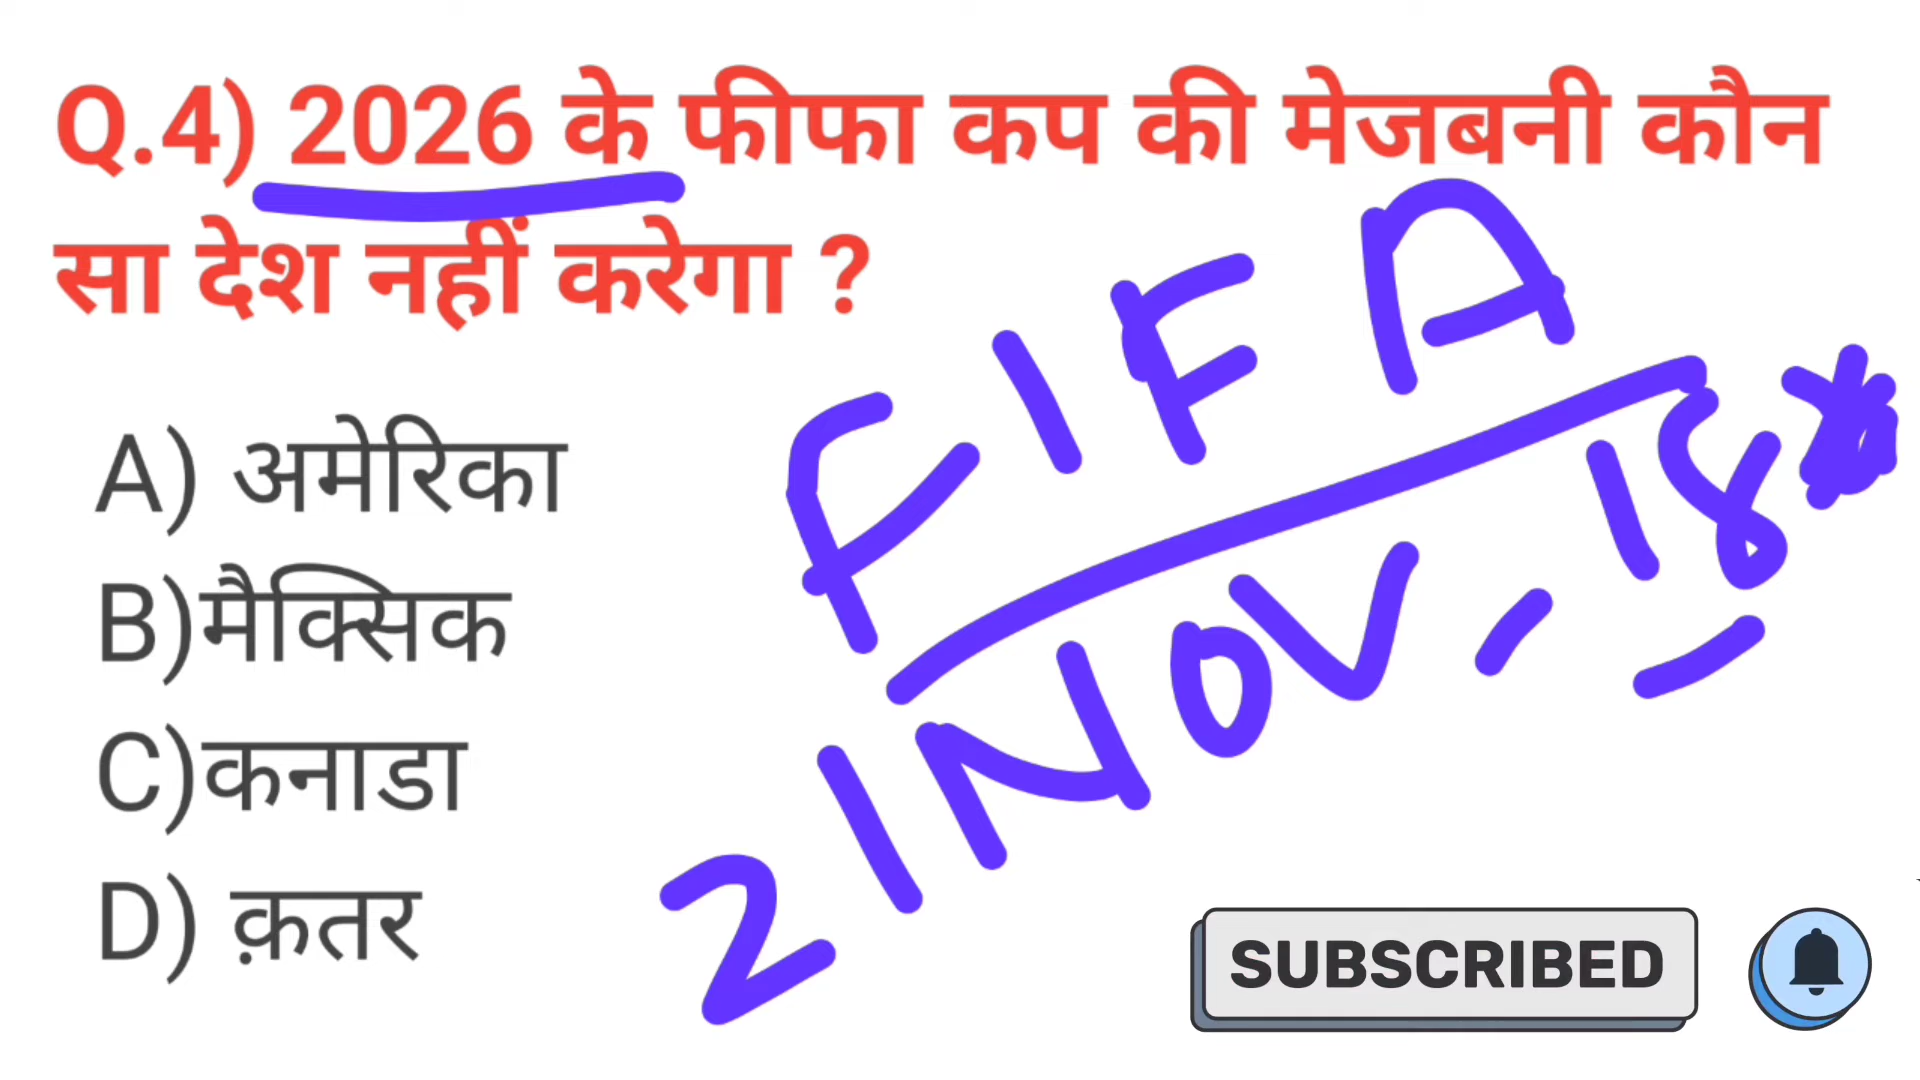 Q.4) 2026 के फीफा कप की मेजबनी कौन
सा देश नहीं करेगा ?
A) अमेरिका
B)मैक्सिक
C)कनाडा
D) क़तर
FIFA
21NOV-18
SUBSCRIBED